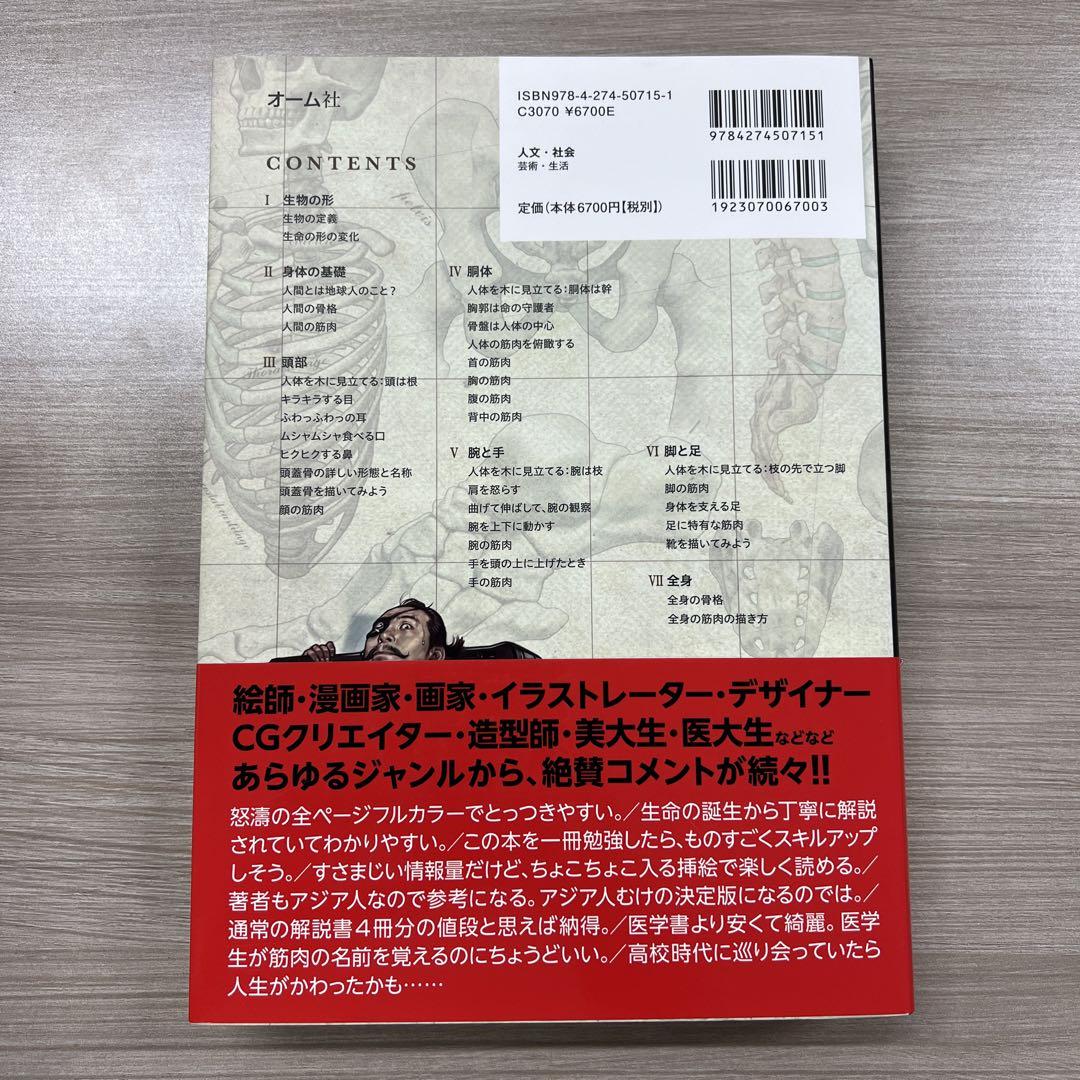 オーム社
ISBN978-4-274-50715-1
C3070 ¥6700E
9784274507151
人文・社会
芸術・生活
定価(本体6700円【税別】)
1923070067003
CONTENTS
I 生物の形
生物の定義
生命の形の変化
II 身体の基礎
人間とは地球人のこと?
人間の骨格
人間の筋肉
III 頭部
人体を木に見立てる:頭は根
キラキラする目
ふわっふわっの耳
ムシャムシャ食べる口
ヒクヒクする鼻
頭蓋骨の詳しい形態と名称
頭蓋骨を描いてみよう
顔の筋肉
IV 胴体
人体を木に見立てる:胴体は幹
胸郭は命の守護者
骨盤は人体の中心
人体の筋肉を俯瞰する
首の筋肉
胸の筋肉
腹の筋肉
背中の筋肉
V 腕と手
人体を木に見立てる:腕は枝
肩を怒らす
曲げて伸ばして、腕の観察
腕を上下に動かす
腕の筋肉
手を頭の上に上げたとき
手の筋肉
VI 脚と足
人体を木に見立てる:枝の先で立つ脚
脚の筋肉
身体を支える足
足に特有な筋肉
靴を描いてみよう
VII 全身
全身の骨格
全身の筋肉の描き方
絵師・漫画家・画家・イラストレーター・デザイナー
CGクリエイター・造型師・美大生・医大生などなど
あらゆるジャンルから、絶賛コメントが続々!!
怒濤の全ページフルカラーでとっつきやすい。/生命の誕生から丁寧に解説
されていてわかりやすい。/この本を一冊勉強したら、ものすごくスキルアップ
しそう。/すさまじい情報量だけど、ちょこちょこ入る挿絵で楽しく読める。/
著者もアジア人なので参考になる。アジア人むけの決定版になるのでは。/
通常の解説書4冊分の値段と思えば納得。/医学書より安くて綺麗。医学
生が筋肉の名前を覚えるのにちょうどいい。/高校時代に巡り会っていたら
人生がかわったかも……